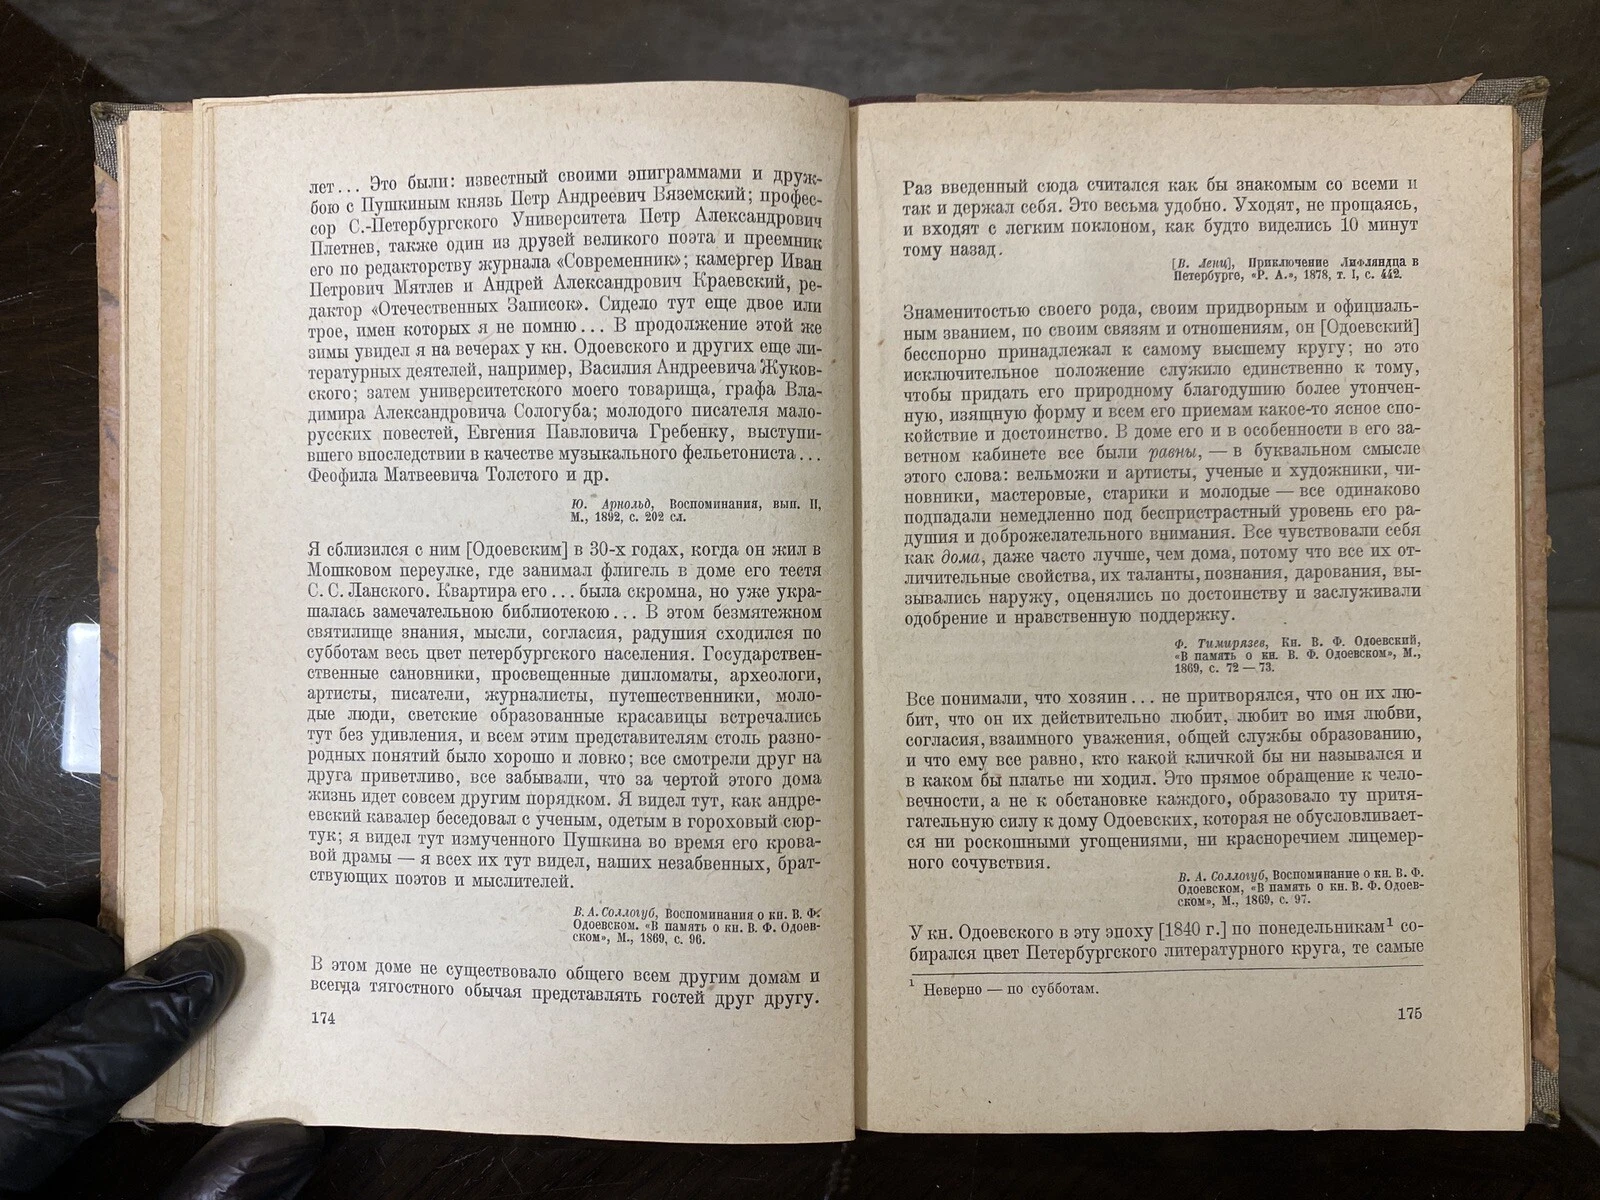 лет... Это были: известный своими эпиграммами и друж-
бою с Пушкиным князь Петр Андреевич Вяземский; профес-
сор С.-Петербургского Университета Петр Александрович
Плетнев, также один из друзей великого поэта и преемник
его по редакторству журнала «Современник»; камергер Иван
Петрович Мятлев и Андрей Александрович Краевский, ре-
дактор «Отечественных Записок». Сидело тут еще двое или
трое, имен которых я не помню... В продолжение этой же
зимы увидел я на вечерах у кн. Одоевского и других еще ли-
тературных деятелей, например, Василия Андреевича Жуков-
ского; затем университетского моего товарища, графа Вла-
димира Александровича Сологуба; молодого писателя мало-
русских повестей, Евгения Павловича Гребенку, выступи-
вшего впоследствии в качестве музыкального фельетониста...
Феофила Матвеевича Толстого и др.
Ю. Арнольд, Воспоминания, вып. II,
М., 1892, с. 202 сл.
Я сблизился с ним [Одоевским] в 30-х годах, когда он жил в
Мошковом переулке, где занимал флигель в доме его тестя
С. С. Ланского. Квартира его... была скромна, но уже укра-
шалась замечательною библиотекою... В этом безмятежном
святилище знания, мысли, согласия, радушия сходился по
субботам весь цвет петербургского населения. Государствен-
ственные сановники, просвещенные дипломаты, археологи,
артисты, писатели, журналисты, путешественники, моло-
дые люди, светские образованные красавицы встречались
тут без удивления, и всем этим представителям столь разно-
родных понятий было хорошо и ловко; все смотрели друг на
друга приветливо, все забывали, что за чертой этого дома
жизнь идет совсем другим порядком. Я видел тут, как андре-
евский кавалер беседовал с ученым, одетым в гороховый сюр-
тук; я видел тут измученного Пушкина во время его крова-
вой драмы — я всех их тут видел, наших незабвенных, брат-
ствующих поэтов и мыслителей.
В. А. Соллогуб, Воспоминания о кн. В. Ф.
Одоевском. «В память о кн. В. Ф. Одоев-
ском», М., 1869, с. 96.
В этом доме не существовало общего всем другим домам и
всегда тягостного обычая представлять гостей друг другу.
174
Раз введенный сюда считался как бы знакомым со всеми и
так и держал себя. Это весьма удобно. Уходят, не прощаясь,
и входят с легким поклоном, как будто виделись 10 минут
тому назад.
[В. Ленц], Приключение Лифляндца в
Петербурге, «Р. А.», 1878, т. I, с. 442.
Знаменитостью своего рода, своим придворным и официаль-
ным званием, по своим связям и отношениям, он [Одоевский]
бесспорно принадлежал к самому высшему кругу; но это
исключительное положение служило единственно к тому,
чтобы придать его природному благодушию более утончен-
ную, изящную форму и всем его приемам какое-то ясное спо-
койствие и достоинство. В доме его и в особенности в его за-
ветном кабинете все были равны, — в буквальном смысле
этого слова: вельможи и артисты, ученые и художники, чи-
новники, мастеровые, старики и молодые — все одинаково
подпадали немедленно под беспристрастный уровень его ра-
душия и доброжелательного внимания. Все чувствовали себя
как дома, даже часто лучше, чем дома, потому что все их от-
личительные свойства, их таланты, познания, дарования, вы-
зывались наружу, оценялись по достоинству и заслуживали
одобрение и нравственную поддержку.
Ф. Тимирязев, Кн. В. Ф. Одоевский,
«В память о кн. В. Ф. Одоевском», М.,
1869, с. 72 — 73.
Все понимали, что хозяин... не притворялся, что он их лю-
бит, что он их действительно любит, любит во имя любви,
согласия, взаимного уважения, общей службы образованию,
и что ему все равно, кто какой кличкой бы ни назывался и
в каком бы платье ни ходил. Это прямое обращение к чело-
вечности, а не к обстановке каждого, образовало ту притя-
гательную силу к дому Одоевских, которая не обусловливает-
ся ни роскошными угощениями, ни красноречием лицемер-
ного сочувствия.
В. А. Соллогуб, Воспоминание о кн. В. Ф.
Одоевском, «В память о кн. В. Ф. Одоев-
ском», М., 1869, с. 97.
У кн. Одоевского в эту эпоху [1840 г.] по понедельникам¹ со-
бирался цвет Петербургского литературного круга, те самые
¹ Неверно — по субботам.
175